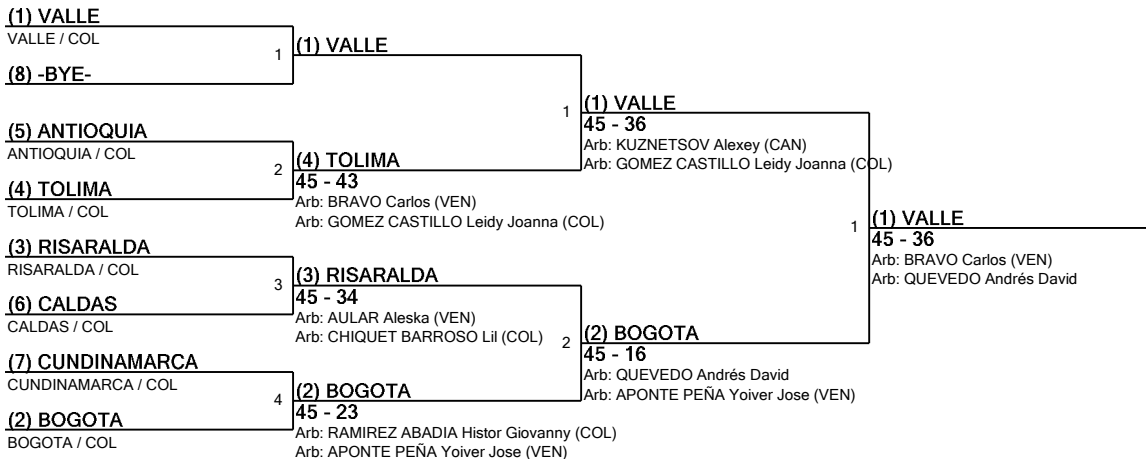 (1) VALLE
VALLE / COL
(8) -BYE-
(5) ANTIOQUIA
ANTIOQUIA / COL
(4) TOLIMA
TOLIMA / COL
(3) RISARALDA
RISARALDA / COL
(6) CALDAS
CALDAS / COL
(7) CUNDINAMARCA
CUNDINAMARCA / COL
(2) BOGOTA
BOGOTA / COL
1
(1) VALLE
2
(4) TOLIMA
45 - 43
Arb: BRAVO Carlos (VEN)
Arb: GOMEZ CASTILLO Leidy Joanna (COL)
3
(3) RISARALDA
45 - 34
Arb: AULAR Aleska (VEN)
Arb: CHIQUET BARROSO Lil (COL)
4
(2) BOGOTA
45 - 23
Arb: RAMIREZ ABADIA Histor Giovanny (COL)
Arb: APONTE PEÑA Yoiver Jose (VEN)
1
(1) VALLE
45 - 36
Arb: KUZNETSOV Alexey (CAN)
Arb: GOMEZ CASTILLO Leidy Joanna (COL)
2
(2) BOGOTA
45 - 16
Arb: QUEVEDO Andrés David
Arb: APONTE PEÑA Yoiver Jose (VEN)
1
(1) VALLE
45 - 36
Arb: BRAVO Carlos (VEN)
Arb: QUEVEDO Andrés David